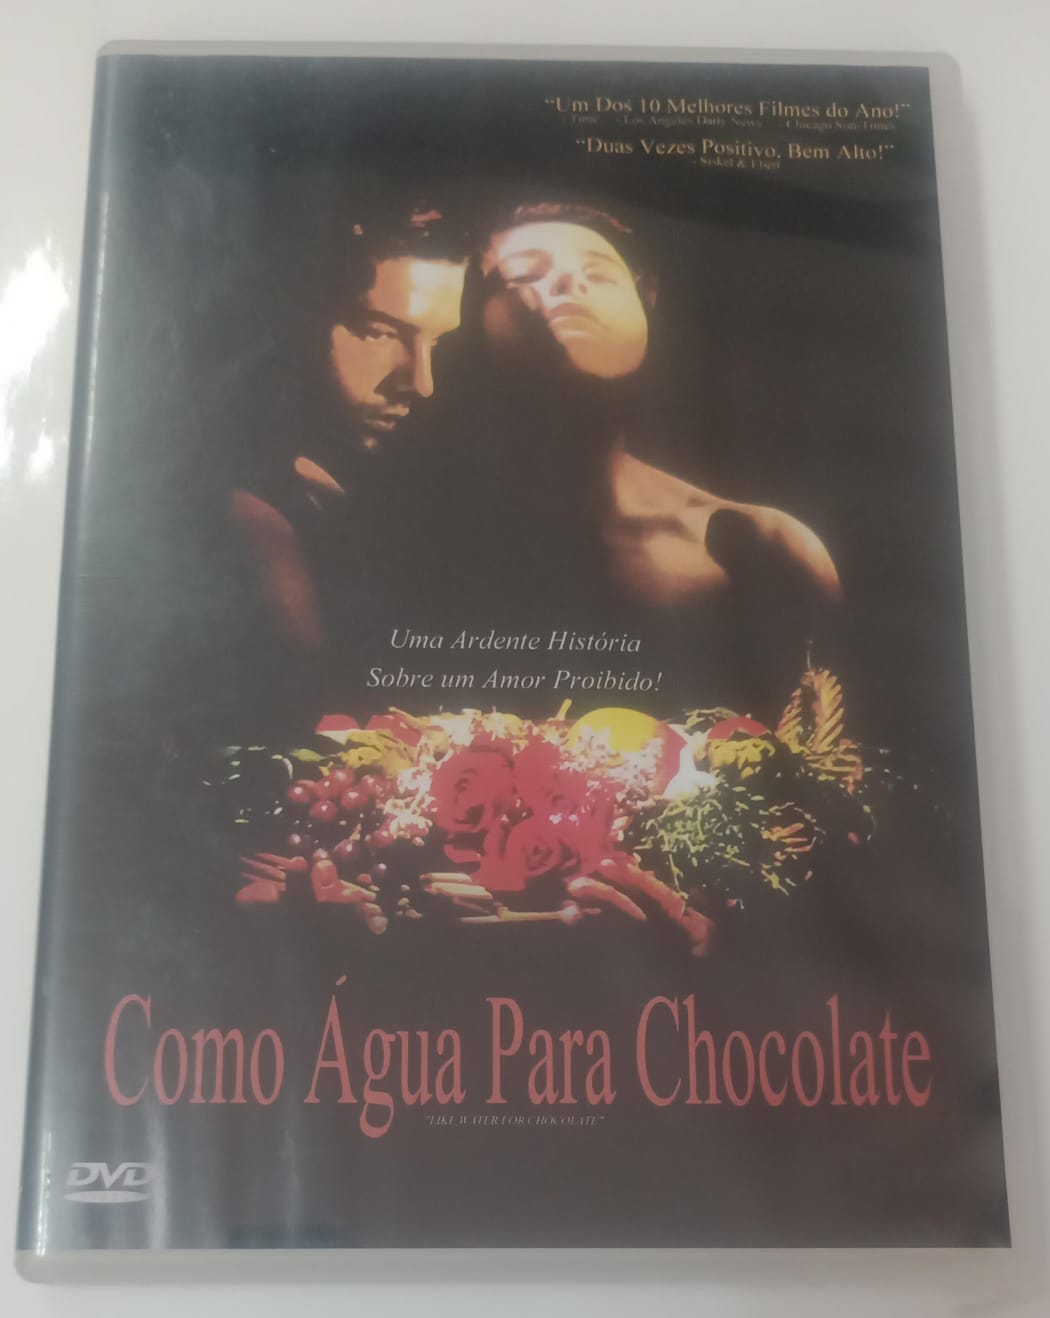 “Um Dos 10 Melhores Filmes do Ano!”
- Time - Los Angeles Daily News - Chicago Sun-Times
“Duas Vezes Positivo, Bem Alto!”
- Siskel & Ebert
Uma Ardente História
Sobre um Amor Proibido!
Como Água Para Chocolate
"LIKE WATER FOR CHOCOLATE"
DVD